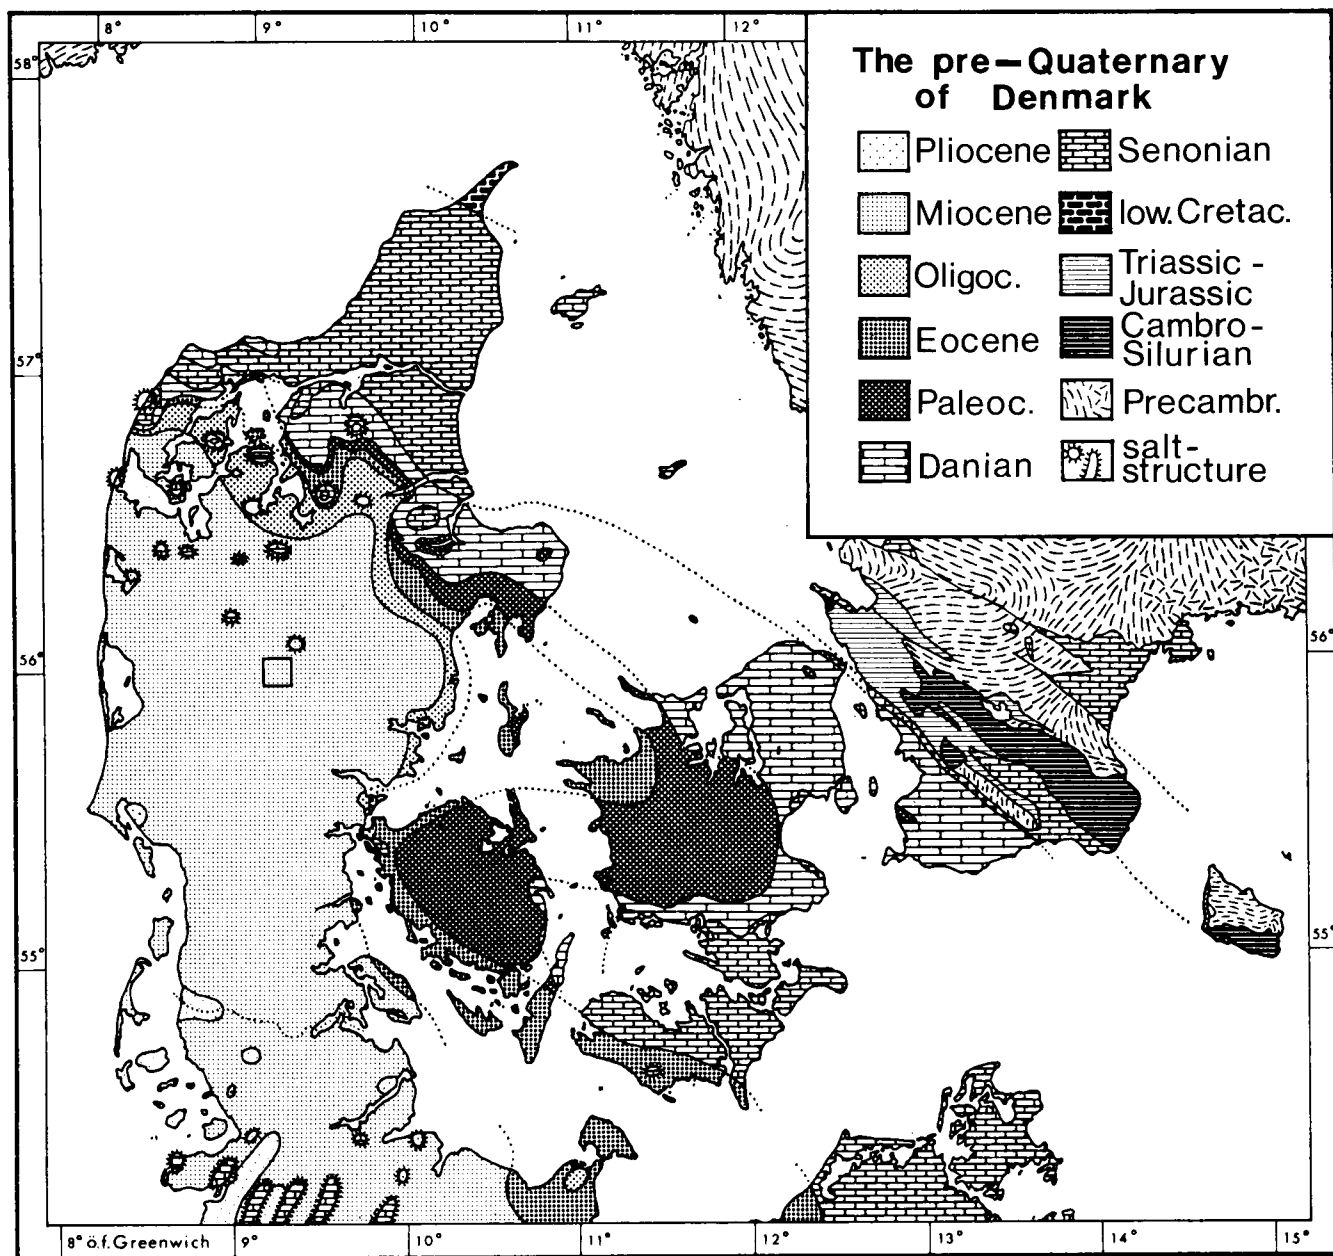 8° 9° 10° 11° 12°
58°
The pre-Quaternary
of Denmark
Pliocene Senonian
Miocene low.Cretac.
Oligoc. Triassic -
Jurassic
Eocene Cambro-
Silurian
Paleoc. Precambr.
Danian salt-
structure
57°
56° 56°
55° 55°
8° ö.f.Greenwich 9° 10° 11° 12° 13° 14° 15°